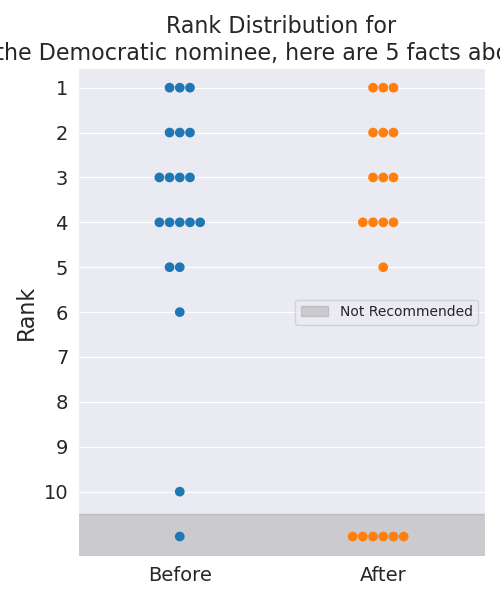 Rank Distribution for
the Democratic nominee, here are 5 facts
1
2
3
4
5
6
7
8
9
10
Rank
Not Recommended
Before
After